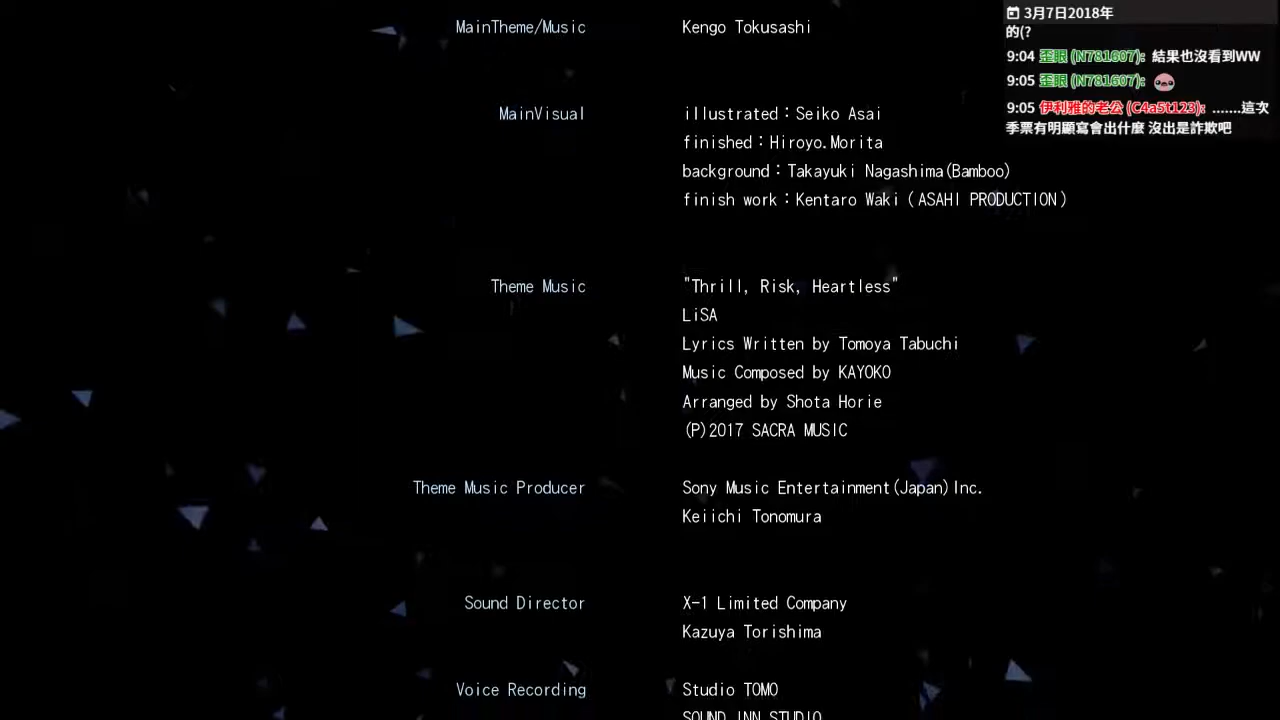 MainTheme/Music Kengo Tokusashi
MainVisual illustrated：Seiko Asai
finished：Hiroyo.Morita
background：Takayuki Nagashima(Bamboo)
finish work：Kentaro Waki（ASAHI PRODUCTION）
Theme Music "Thrill, Risk, Heartless"
LiSA
Lyrics Written by Tomoya Tabuchi
Music Composed by KAYOKO
Arranged by Shota Horie
(P)2017 SACRA MUSIC
Theme Music Producer Sony Music Entertainment(Japan)Inc.
Keiichi Tonomura
Sound Director X-1 Limited Company
Kazuya Torishima
Voice Recording Studio TOMO
SOUND INN STUDIO
3月7日2018年
的(?
9:04 歪眼 (N781607): 結果也沒看到WW
9:05 歪眼 (N781607):
9:05 伊利雅的老公 (C4a5t123): .......這次
季票有明顯寫會出什麼 沒出是詐欺吧